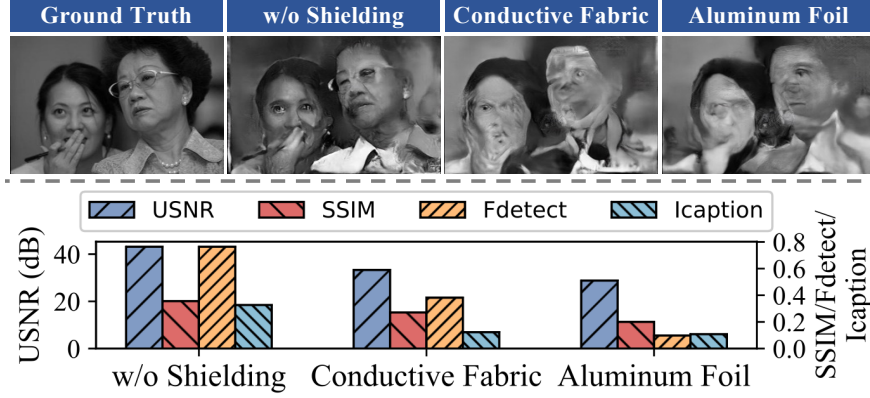 Ground Truth w/o Shielding Conductive Fabric Aluminum Foil
USNR SSIM Fdetect Icaption
USNR (dB)
40
20
0
0.8
0.6
0.4
0.2
0.0
SSIM/Fdetect/
Icaption
w/o Shielding Conductive Fabric Aluminum Foil